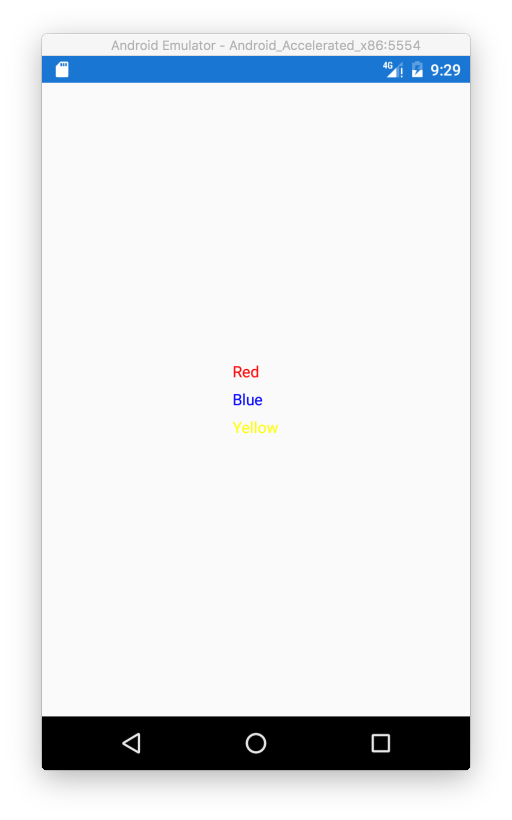 Android Emulator - Android_Accelerated_x86:5554
4G 9:29
Red
Blue
Yellow